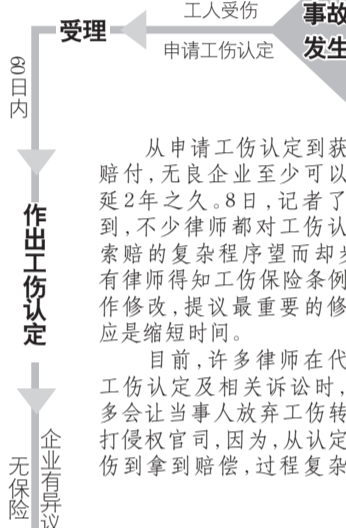 事故
发生
工人受伤
申请工伤认定
受理
60日内
作出工伤认定
企业有异议
无保险
从申请工伤认定到获
赔付，无良企业至少可以
延2年之久。8日，记者了
到，不少律师都对工伤认
索赔的复杂程序望而却步
有律师得知工伤保险条例
作修改，提议最重要的修
应是缩短时间。
目前，许多律师在代
工伤认定及相关诉讼时，
多会让当事人放弃工伤转
打侵权官司，因为，从认定
伤到拿到赔偿，过程复杂